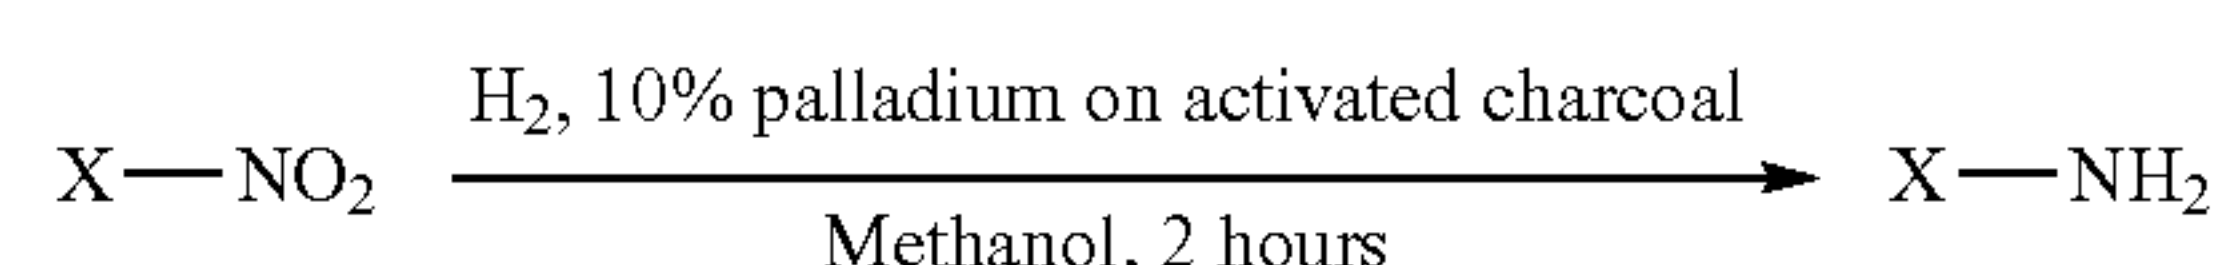 H₂, 10% palladium on activated charcoal
X—NO₂ X—NH₂
Methanol, 2 hours